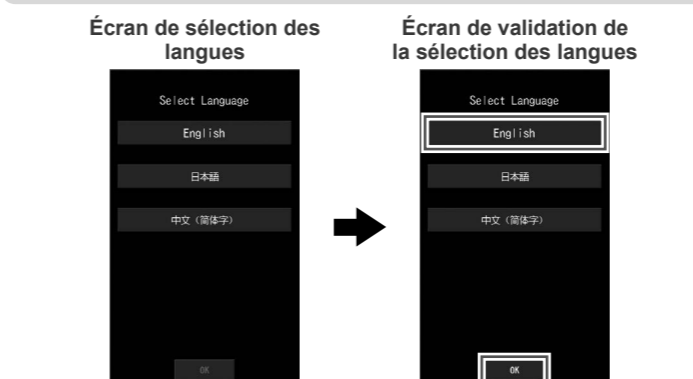 Écran de sélection des
langues
Select Language
English
日本語
中文（简体字）
OK
Écran de validation de
la sélection des langues
Select Language
English
日本語
中文（简体字）
OK